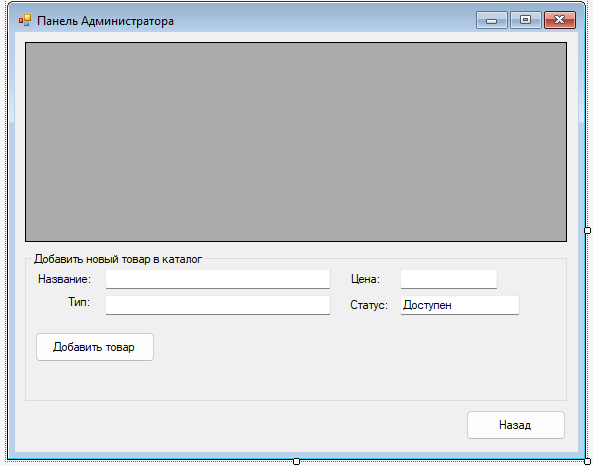 Панель Администратора
Добавить новый товар в каталог
Название:
Цена:
Тип:
Статус: Доступен
Добавить товар
Назад